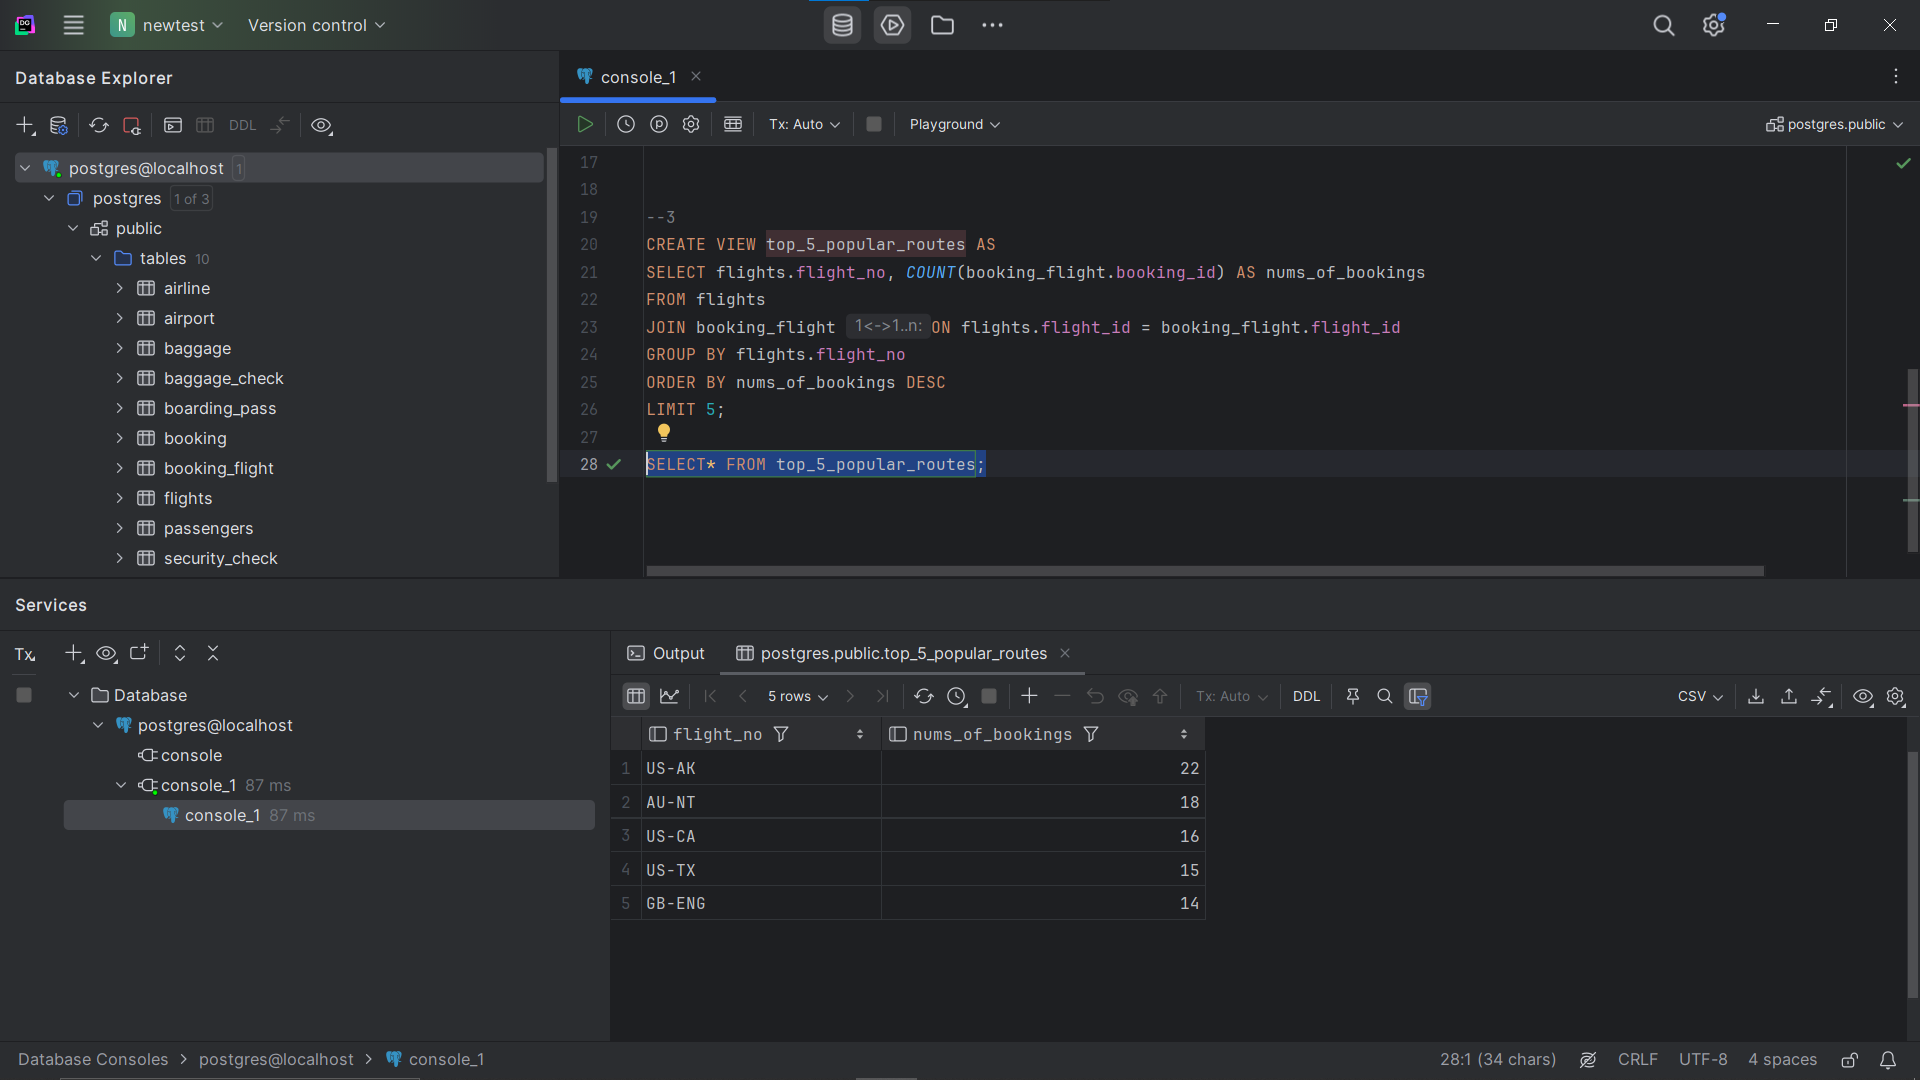 N newtest Version control
Database Explorer
DDL
postgres@localhost 1
postgres 1 of 3
public
tables 10
airline
airport
baggage
baggage_check
boarding_pass
booking
booking_flight
flights
passengers
security_check
console_1
Tx: Auto Playground postgres.public
17
18
19 --3
20 CREATE VIEW top_5_popular_routes AS
21 SELECT flights.flight_no, COUNT(booking_flight.booking_id) AS nums_of_bookings
22 FROM flights
23 JOIN booking_flight 1<->1..n: ON flights.flight_id = booking_flight.flight_id
24 GROUP BY flights.flight_no
25 ORDER BY nums_of_bookings DESC
26 LIMIT 5;
27
28 SELECT* FROM top_5_popular_routes;
Services
Tx
Database
postgres@localhost
console
console_1 87 ms
console_1 87 ms
Output postgres.public.top_5_popular_routes
5 rows Tx: Auto DDL CSV
flight_no nums_of_bookings
1 US-AK 22
2 AU-NT 18
3 US-CA 16
4 US-TX 15
5 GB-ENG 14
Database Consoles > postgres@localhost > console_1
28:1 (34 chars) CRLF UTF-8 4 spaces